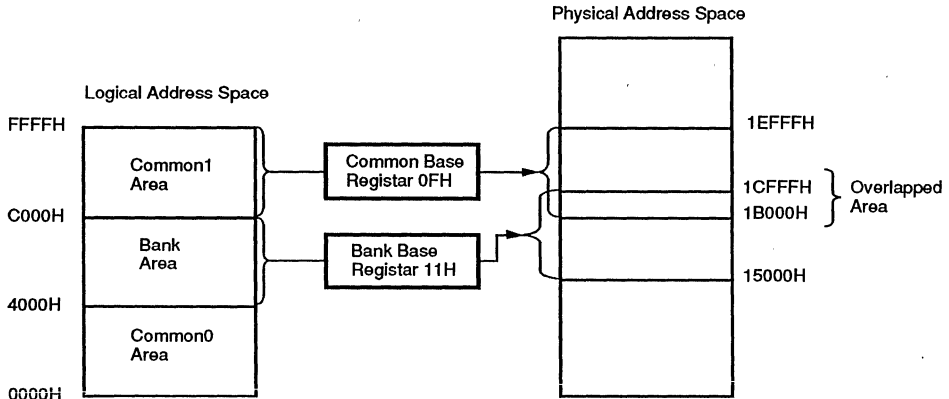 Physical Address Space
Logical Address Space
FFFFH
Common1
Area
C000H
Bank
Area
4000H
Common0
Area
0000H
Common Base
Registar 0FH
Bank Base
Registar 11H
1EFFFH
1CFFFH
1B000H
15000H
Overlapped
Area